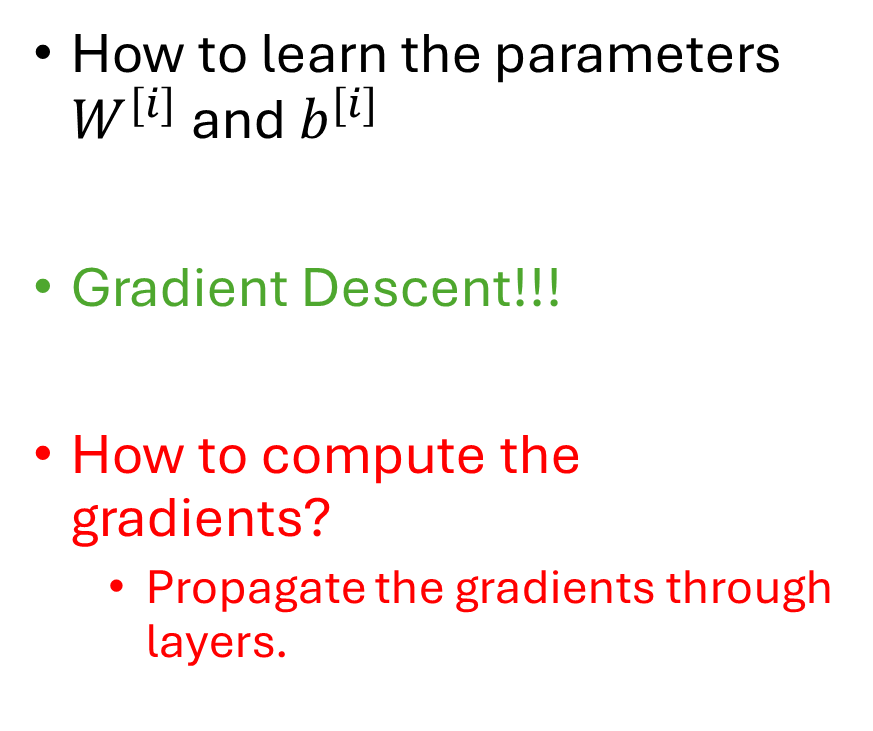 • How to learn the parameters
W^[i] and b^[i]
• Gradient Descent!!!
• How to compute the
gradients?
• Propagate the gradients through
layers.